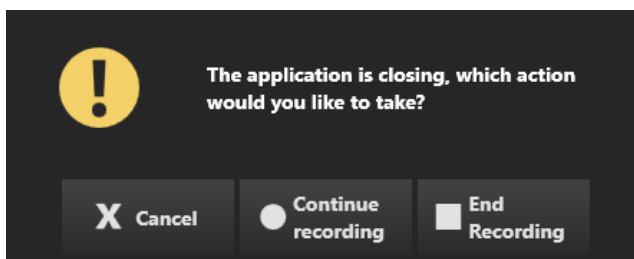 The application is closing, which action
would you like to take?
X Cancel
Continue
recording
End
Recording